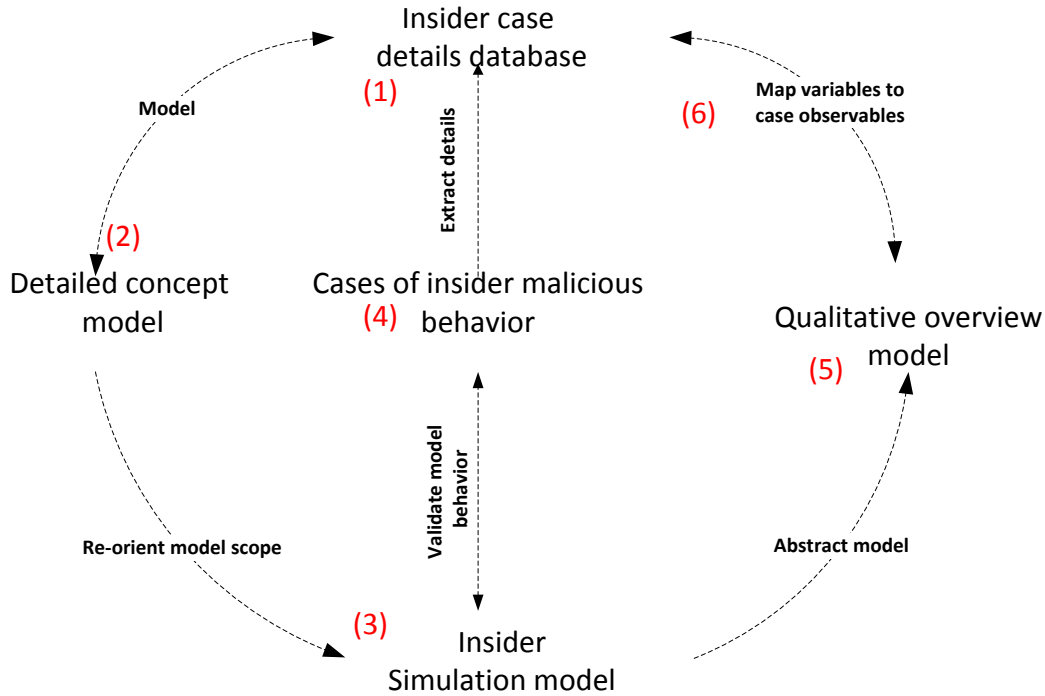 Insider case
details database
(1)
Model
(6)
Map variables to
case observables
Extract details
(2)
Detailed concept
model
Cases of insider malicious
behavior
(4)
Qualitative overview
model
(5)
Validate model
behavior
Re-orient model scope
Abstract model
(3)
Insider
Simulation model